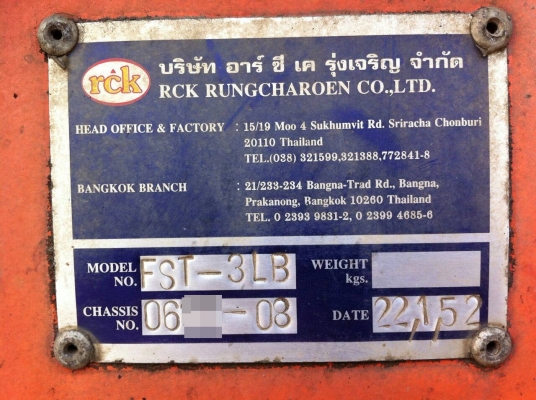 rck บริษัท อาร์ ซี เค รุ่งเจริญ จำกัด
RCK RUNGCHAROEN CO.,LTD.
HEAD OFFICE & FACTORY : 15/19 Moo 4 Sukhumvit Rd. Sriracha Chonburi
20110 Thailand
TEL.(038) 321599,321388,772841-8
BANGKOK BRANCH : 21/233-234 Bangna-Trad Rd., Bangna,
Prakanong, Bangkok 10260 Thailand
TEL. 0 2393 9831-2, 0 2399 4685-6
MODEL NO. FST-3LB WEIGHT kgs.
CHASSIS NO. 06 -08 DATE 22,1,52